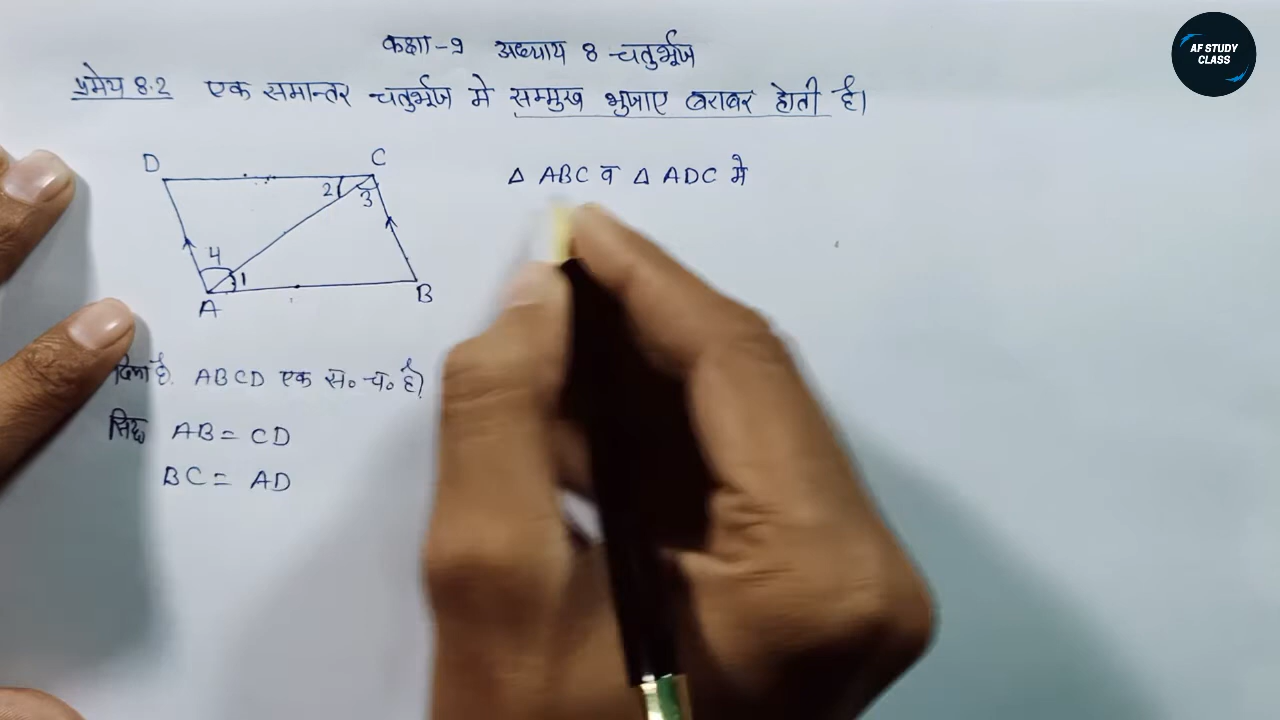 कक्षा-9 अध्याय 8 चतुर्भुज
AF STUDY
CLASS
प्रमेय 8.2 एक समान्तर चतुर्भुज मे सम्मुख भुजाए बराबर होती है।
D
C
2
3
4
1
A
B
Δ ABC व Δ ADC मे
दिया है. ABCD एक स० च० है।
सिद्ध AB = CD
BC = AD